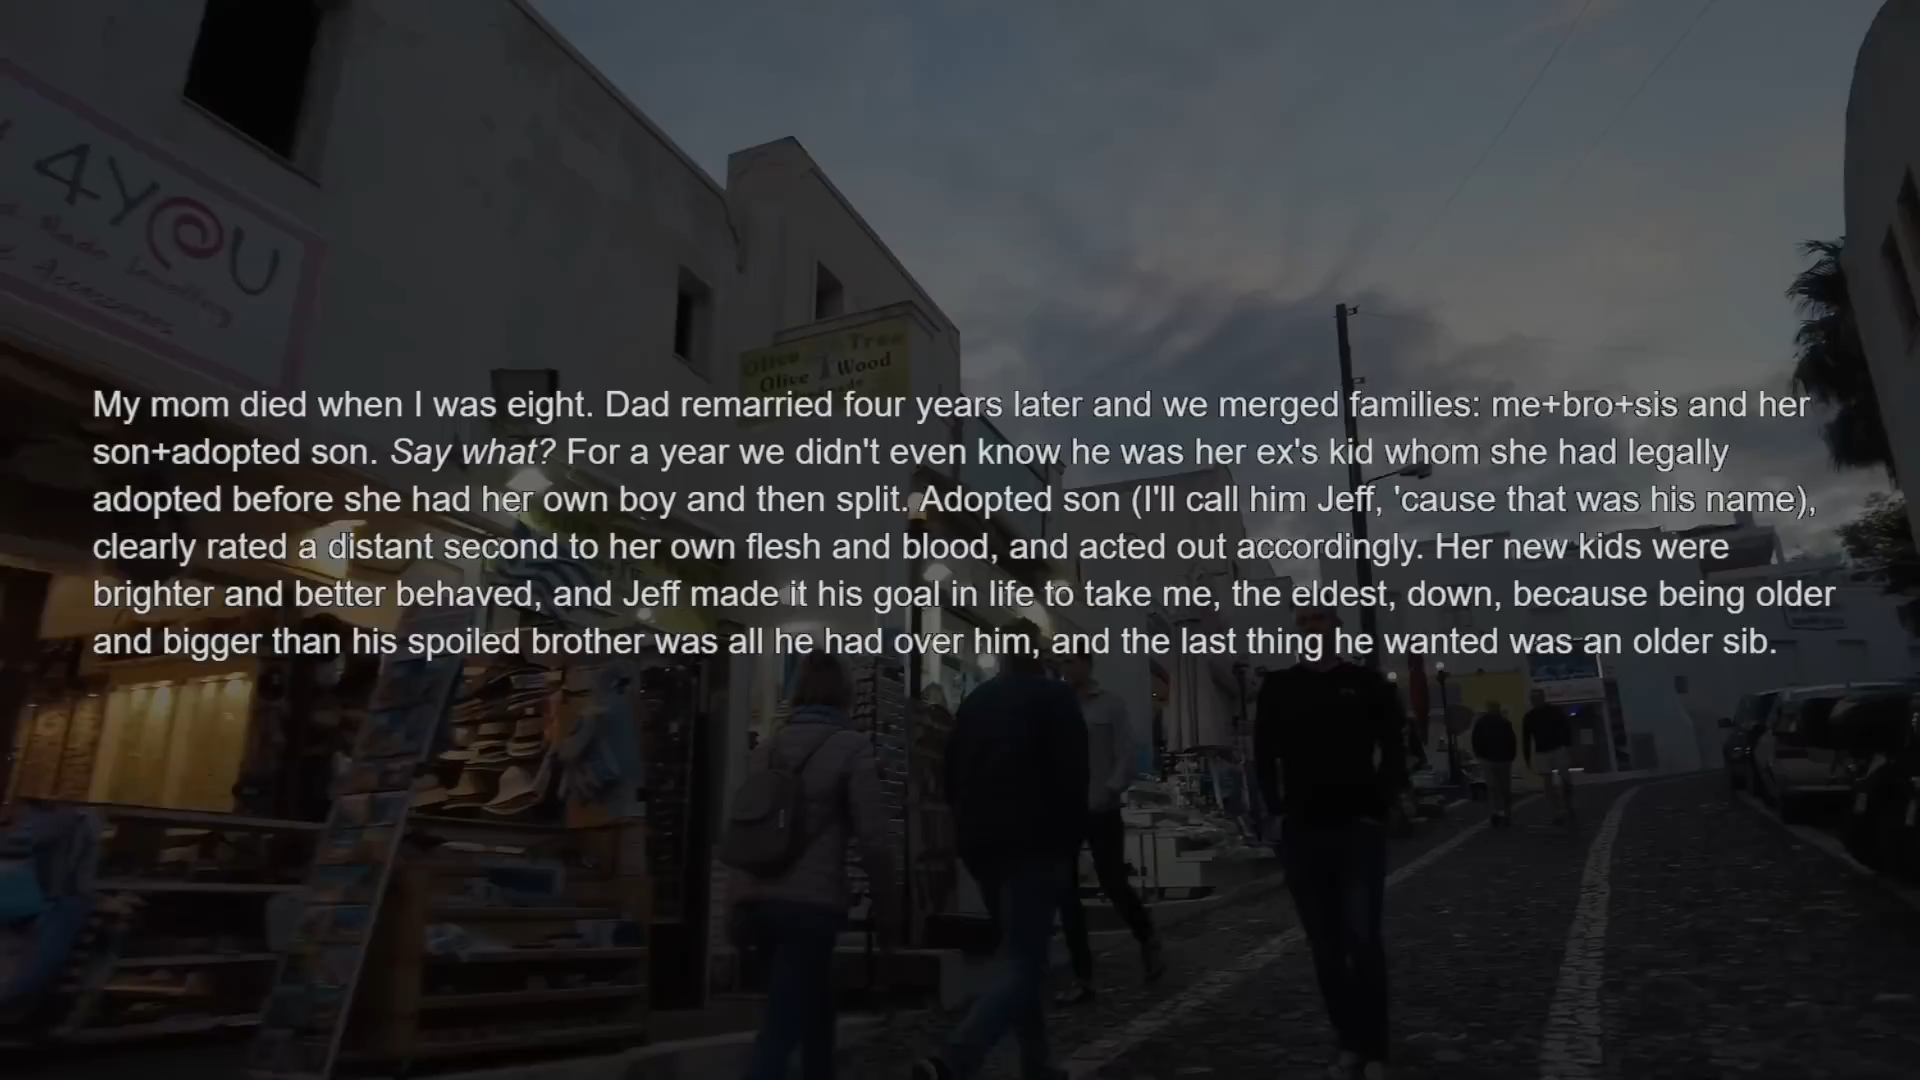 4Y@U
Olive Tree
Olive Wood
My mom died when I was eight. Dad remarried four years later and we merged families: me+bro+sis and her
son+adopted son. Say what? For a year we didn't even know he was her ex's kid whom she had legally
adopted before she had her own boy and then split. Adopted son (I'll call him Jeff, 'cause that was his name),
clearly rated a distant second to her own flesh and blood, and acted out accordingly. Her new kids were
brighter and better behaved, and Jeff made it his goal in life to take me, the eldest, down, because being older
and bigger than his spoiled brother was all he had over him, and the last thing he wanted was an older sib.